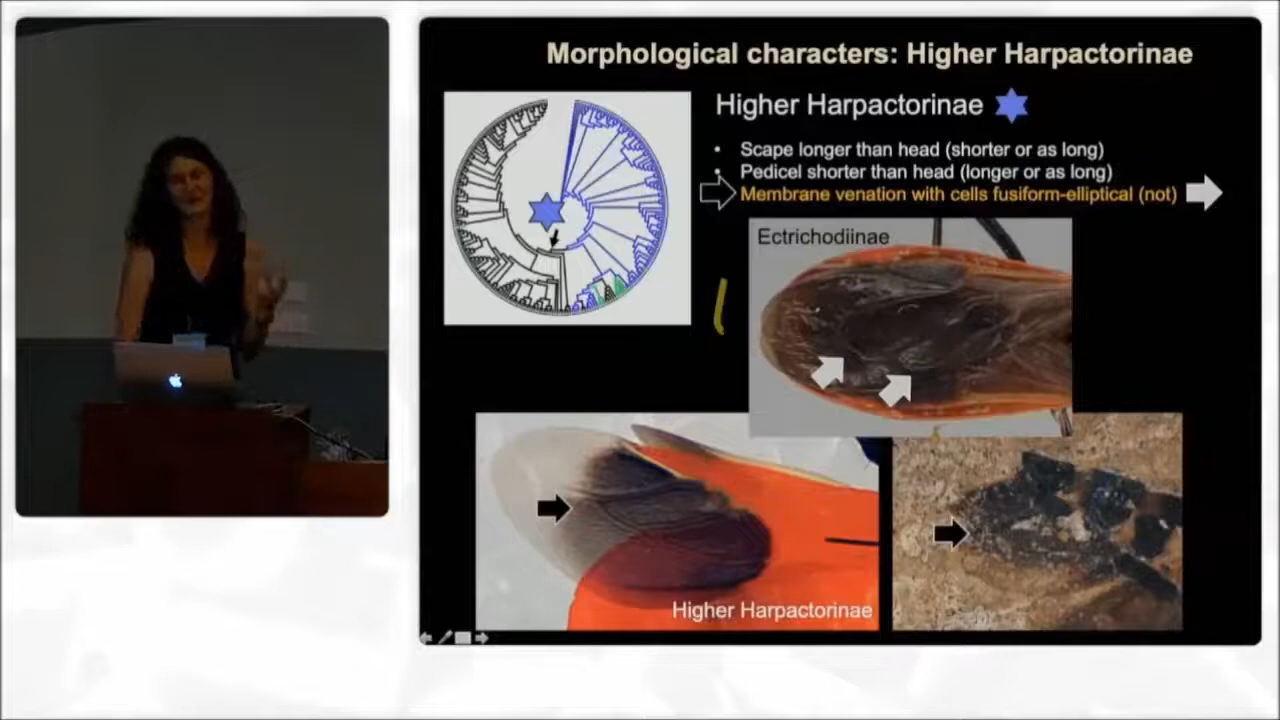 Morphological characters: Higher Harpactorinae
Higher Harpactorinae
• Scape longer than head (shorter or as long)
• Pedicel shorter than head (longer or as long)
Membrane venation with cells fusiform-elliptical (not)
Ectrichodiinae
Higher Harpactorinae